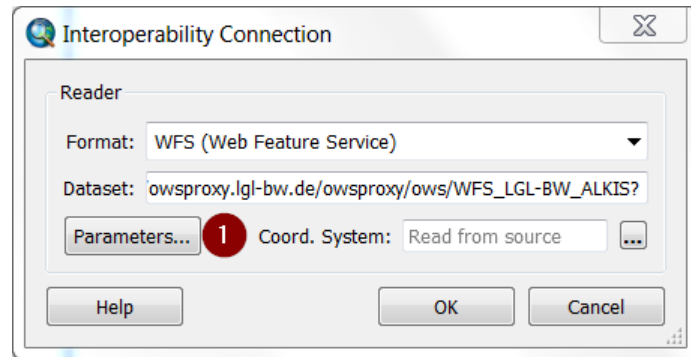 Interoperability Connection
Reader
Format: WFS (Web Feature Service)
Dataset: owsproxy.lgl-bw.de/owsproxy/ows/WFS_LGL-BW_ALKIS?
Parameters... 1 Coord. System: Read from source ...
Help OK Cancel